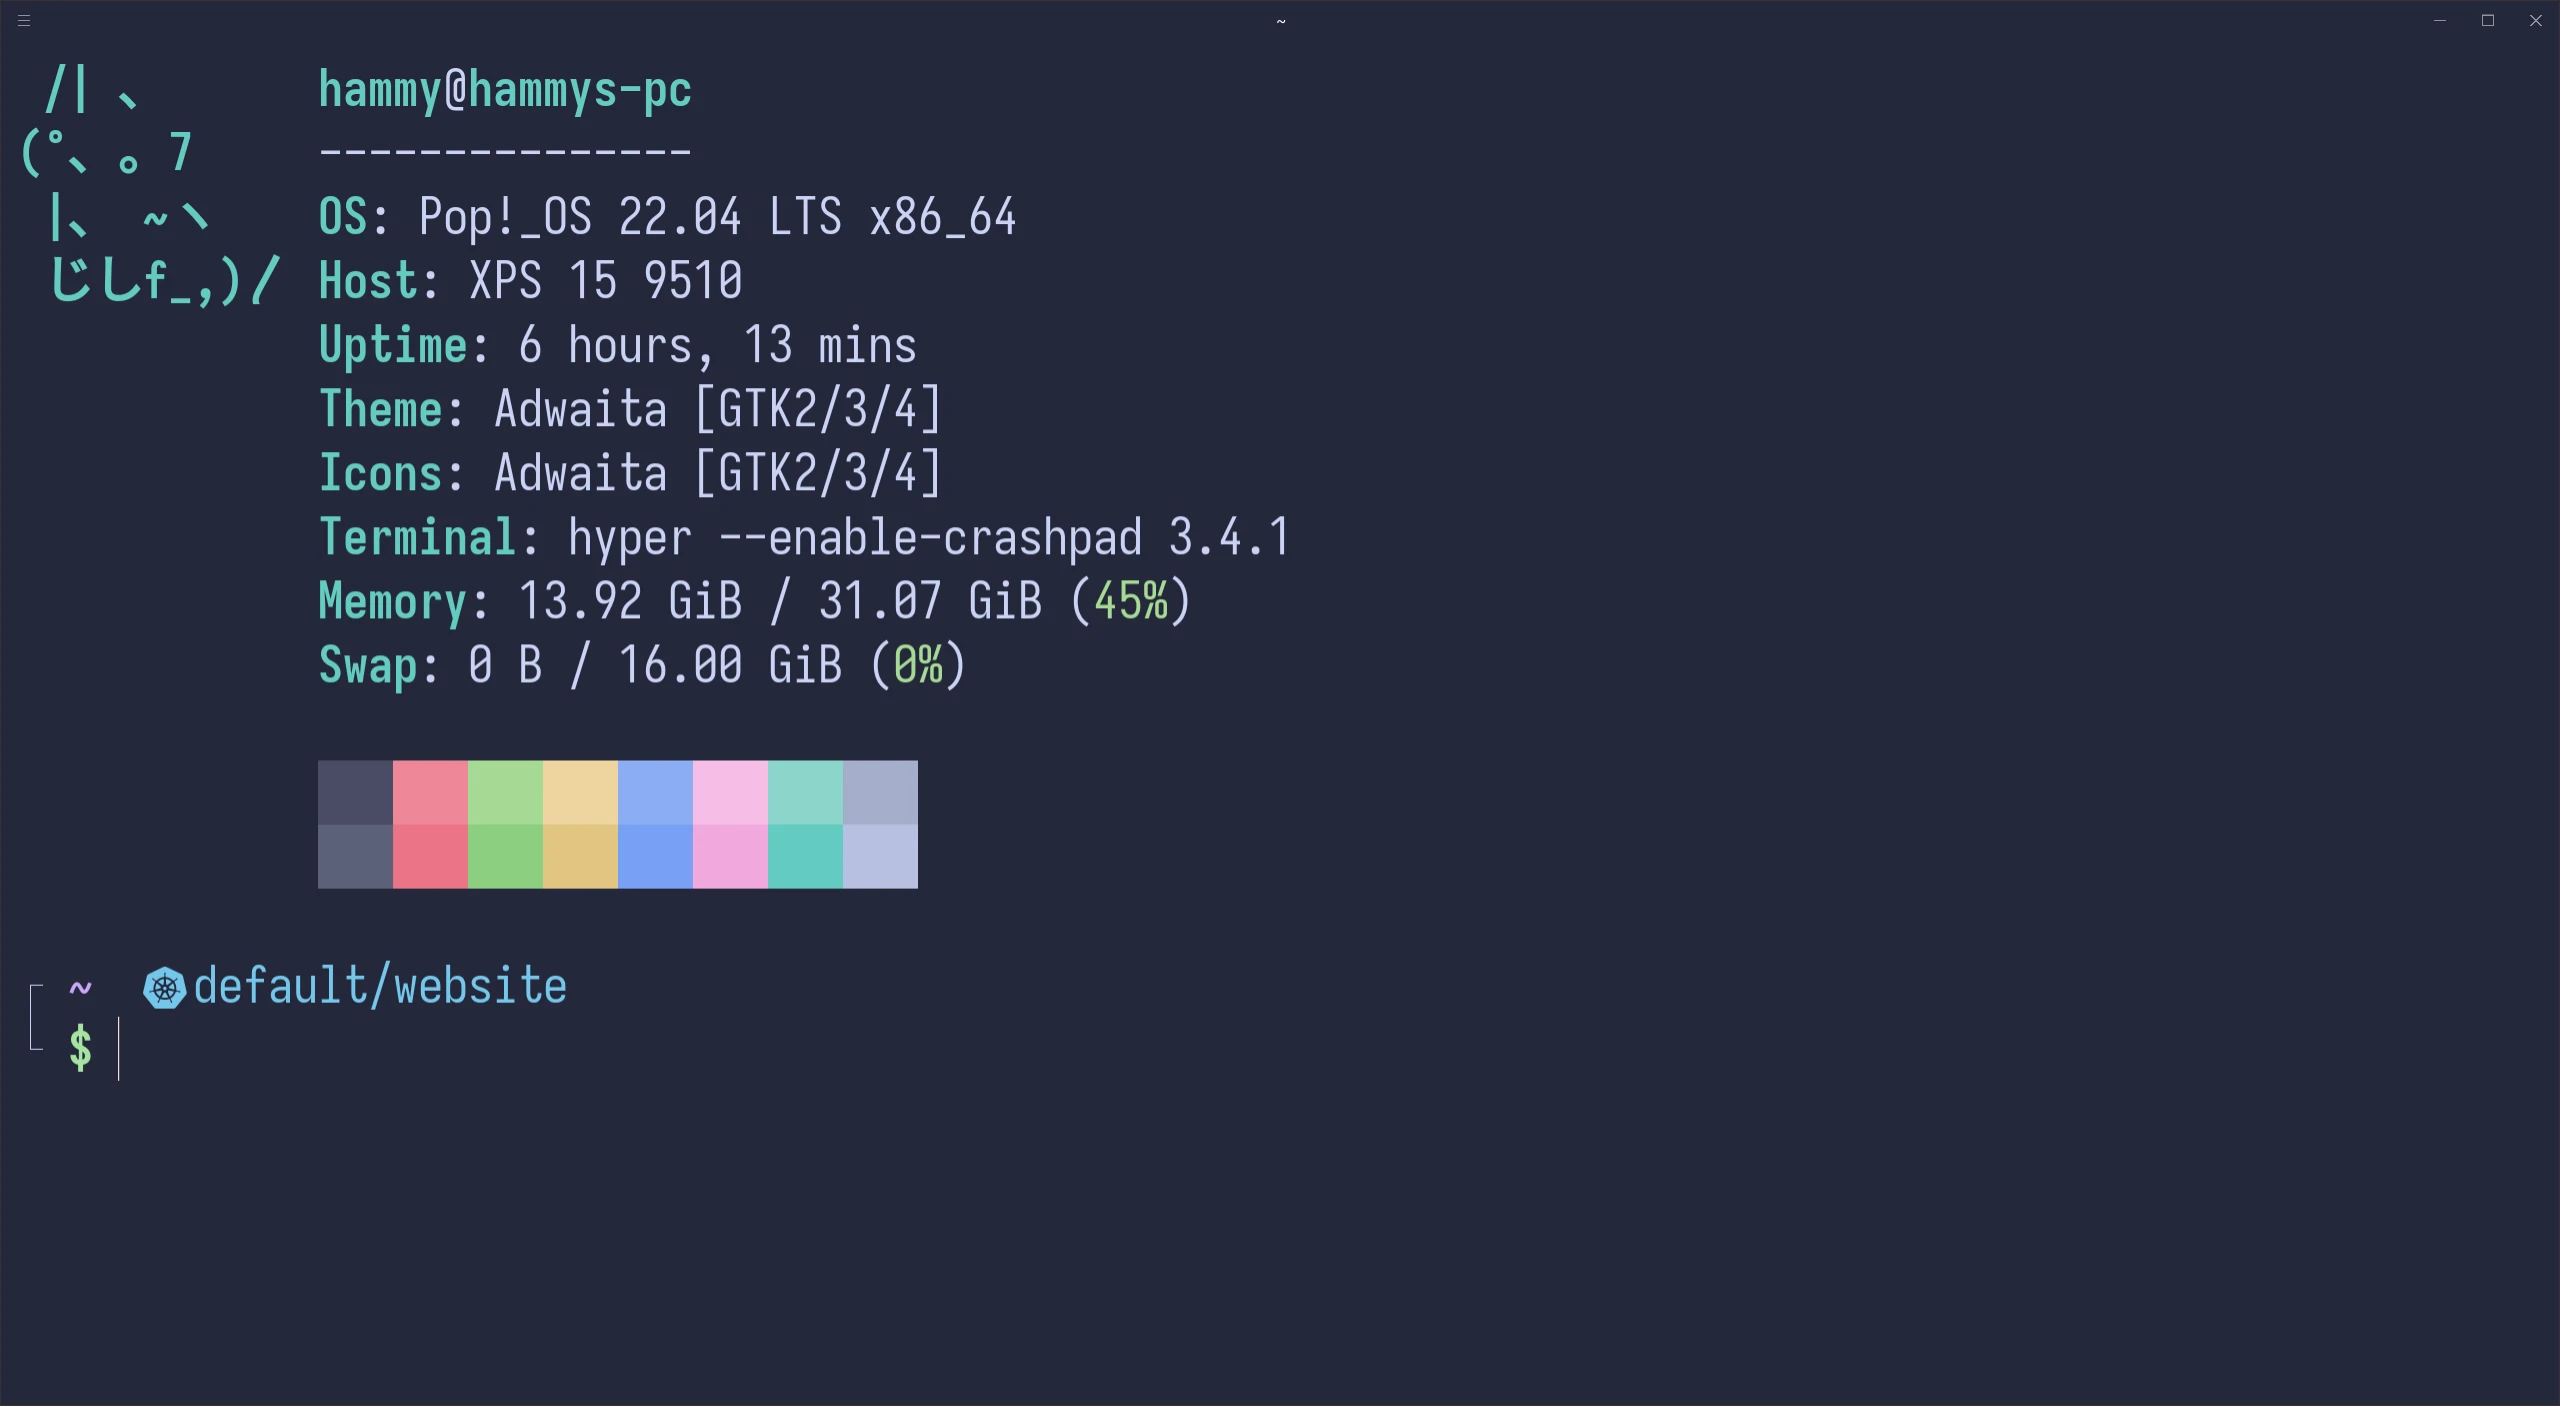 ~
/|、
(°、。7
|、 ~ヽ
じしf_,)/
hammy@hammys-pc
---------------
OS: Pop!_OS 22.04 LTS x86_64
Host: XPS 15 9510
Uptime: 6 hours, 13 mins
Theme: Adwaita [GTK2/3/4]
Icons: Adwaita [GTK2/3/4]
Terminal: hyper --enable-crashpad 3.4.1
Memory: 13.92 GiB / 31.07 GiB (45%)
Swap: 0 B / 16.00 GiB (0%)
~ default/website
$